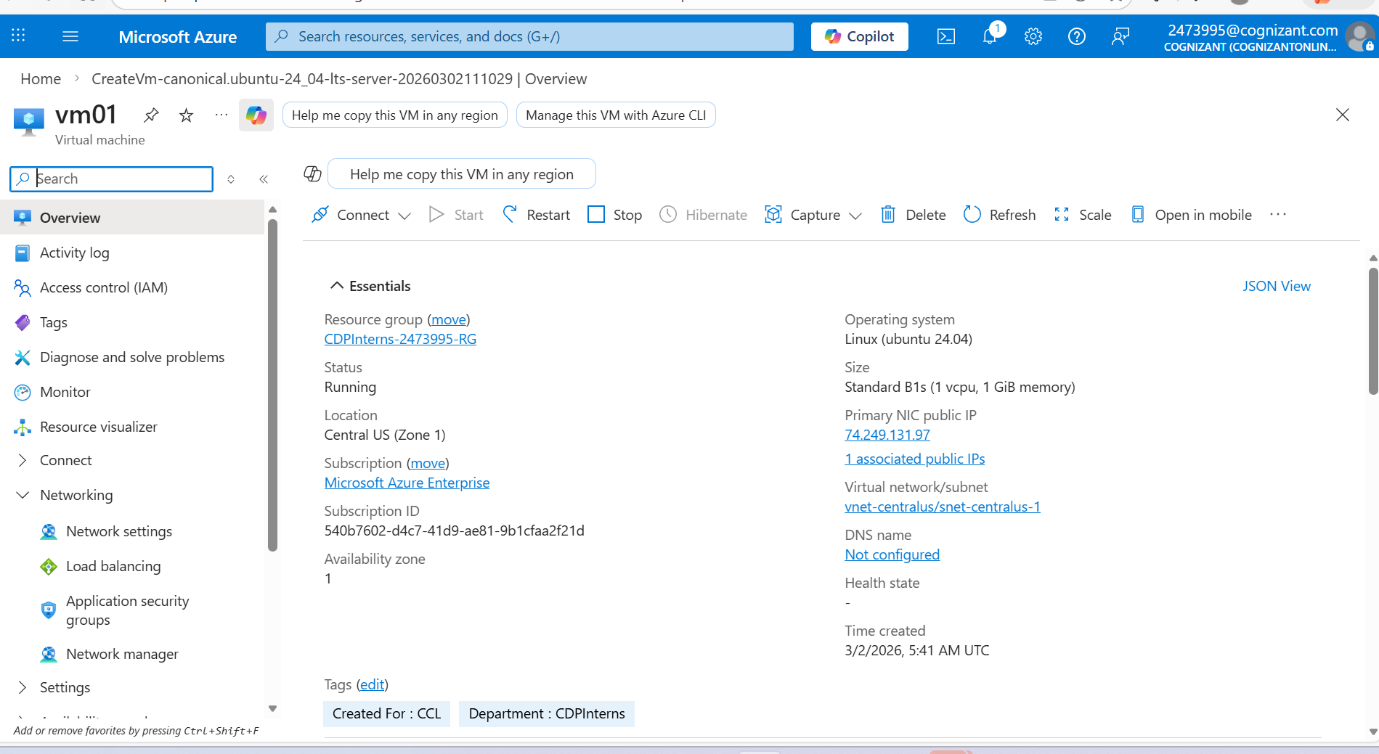 Microsoft Azure
Search resources, services, and docs (G+/)
Copilot
1
2473995@cognizant.com
COGNIZANT (COGNIZANTONLIN...
Home > CreateVm-canonical.ubuntu-24_04-lts-server-20260302111029 | Overview
vm01
Virtual machine
... Help me copy this VM in any region
Manage this VM with Azure CLI
Search
Help me copy this VM in any region
Connect
Start
Restart
Stop
Hibernate
Capture
Delete
Refresh
Scale
Open in mobile
...
Overview
Activity log
Access control (IAM)
Tags
Diagnose and solve problems
Monitor
Resource visualizer
Connect
Networking
Network settings
Load balancing
Application security
groups
Network manager
Settings
Add or remove favorites by pressing Ctrl+Shift+F
Essentials
JSON View
Resource group (move)
CDPInterns-2473995-RG
Status
Running
Location
Central US (Zone 1)
Subscription (move)
Microsoft Azure Enterprise
Subscription ID
540b7602-d4c7-41d9-ae81-9b1cfaa2f21d
Availability zone
1
Operating system
Linux (ubuntu 24.04)
Size
Standard B1s (1 vcpu, 1 GiB memory)
Primary NIC public IP
74.249.131.97
1 associated public IPs
Virtual network/subnet
vnet-centralus/snet-centralus-1
DNS name
Not configured
Health state
-
Time created
3/2/2026, 5:41 AM UTC
Tags (edit)
Created For : CCL
Department : CDPInterns